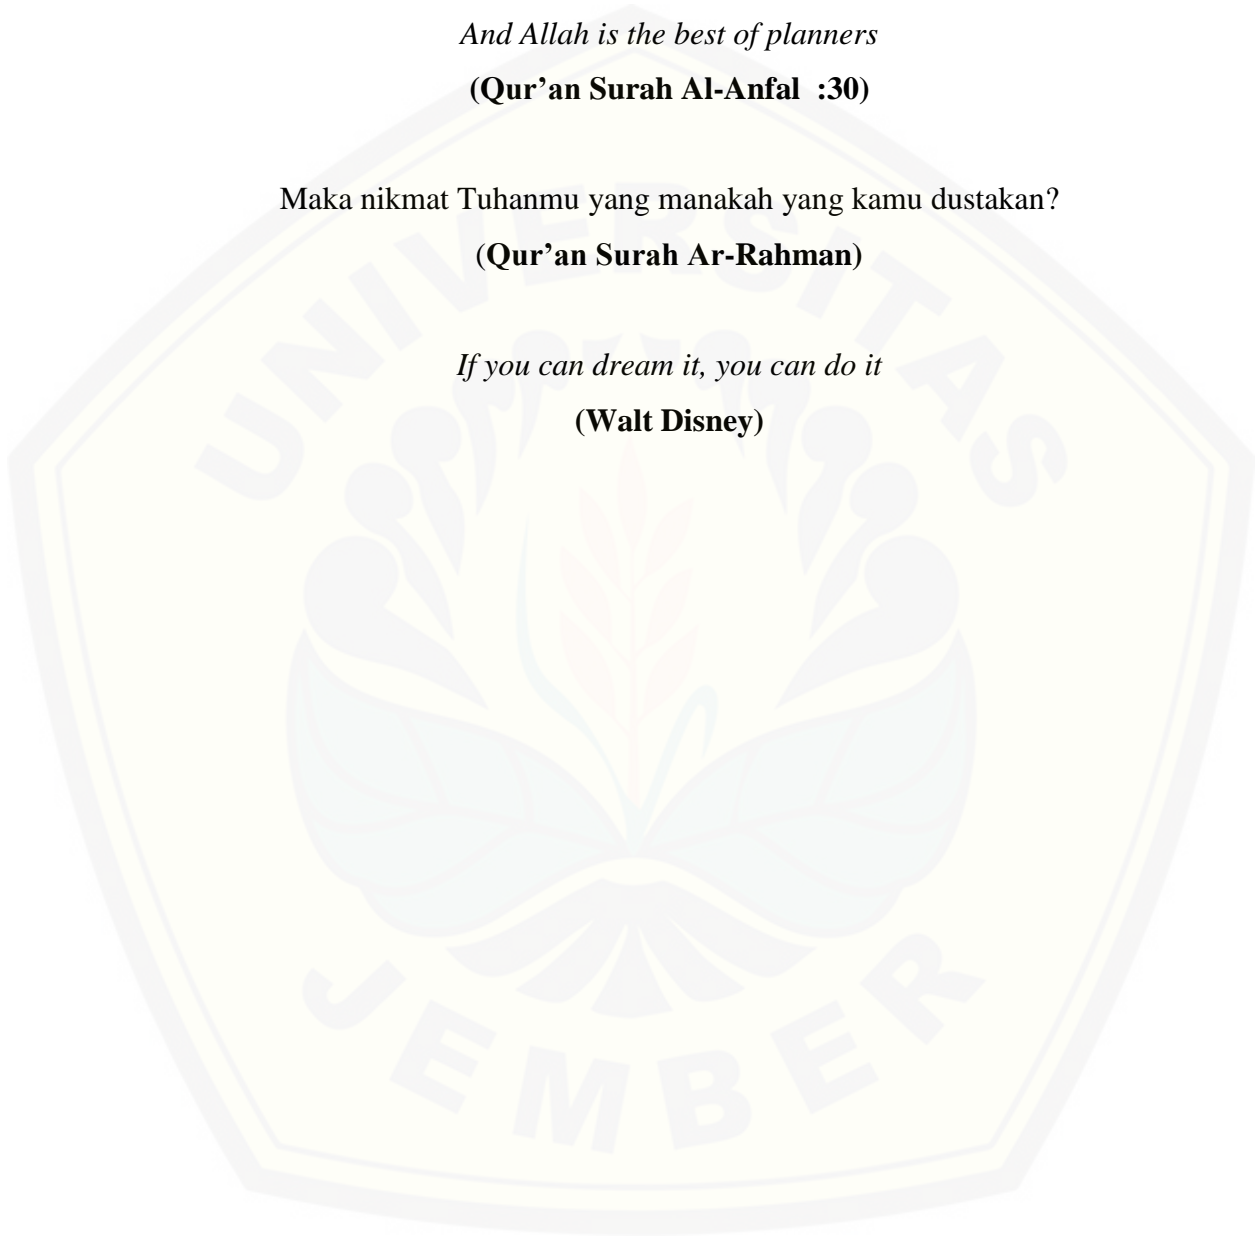 And Allah is the best of planners
(Qur’an Surah Al-Anfal  :30)
Maka nikmat Tuhanmu yang manakah yang kamu dustakan?
(Qur’an Surah Ar-Rahman)
If you can dream it, you can do it
(Walt Disney)
UNIVERSITAS
JEMBER